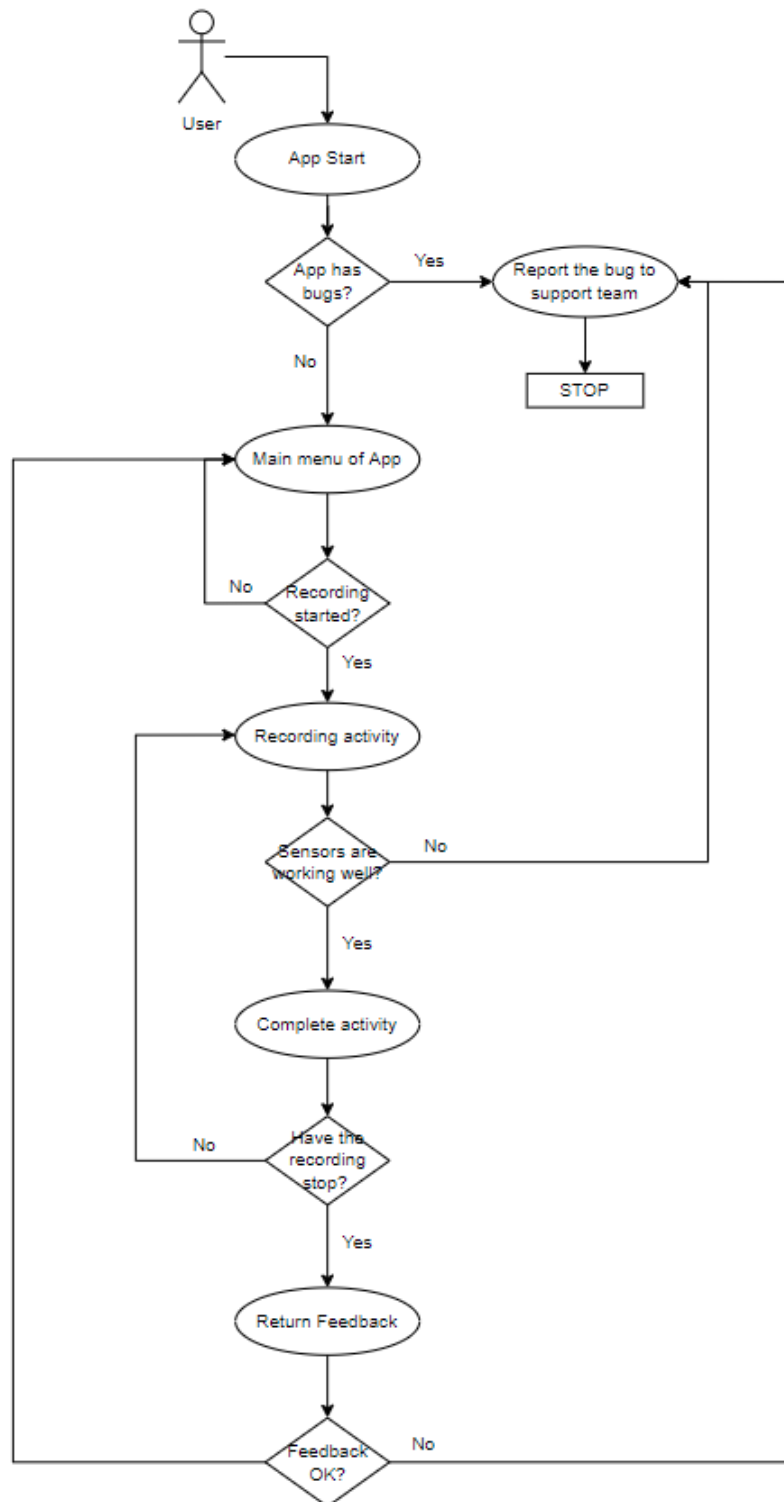 User
App Start
App has
bugs?
Yes
Report the bug to
support team
No
STOP
Main menu of App
No
Recording
started?
Yes
Recording activity
Sensors are
working well?
No
Yes
Complete activity
No
Have the
recording
stop?
Yes
Return Feedback
Feedback
OK?
No